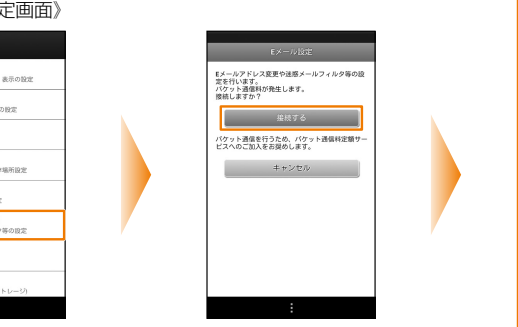 定画面》
表示の設定
の設定
場所設定
等の設定
トレージ)
Eメール設定
Eメールアドレス変更や迷惑メールフィルタ等の設
定を行います。
パケット通信料が発生します。
接続しますか？
接続する
パケット通信を行うため、パケット通信料定額サー
ビスへのご加入をお奨めします。
キャンセル